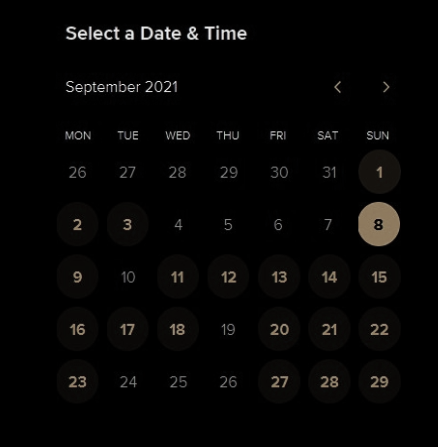 Select a Date & Time
September 2021
MON TUE WED THU FRI SAT SUN
26 27 28 29 30 31 1
2 3 4 5 6 7 8
9 10 11 12 13 14 15
16 17 18 19 20 21 22
23 24 25 26 27 28 29